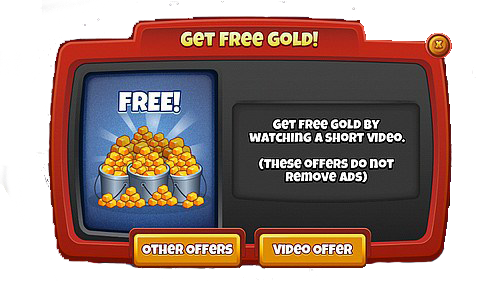 Get Free Gold!
x
FREE!
Get free gold by
watching a short video.
(These offers do not
remove ads)
Other Offers
Video Offer